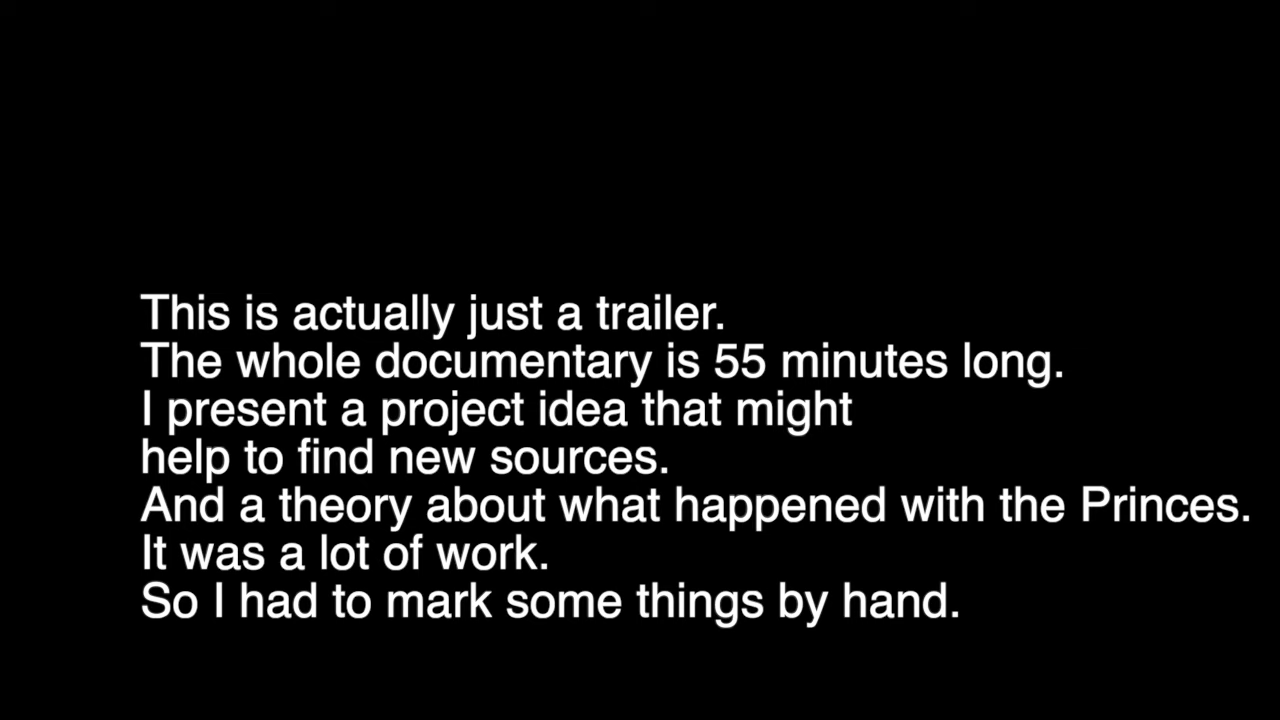 This is actually just a trailer.
The whole documentary is 55 minutes long.
I present a project idea that might
help to find new sources.
And a theory about what happened with the Princes.
It was a lot of work.
So I had to mark some things by hand.